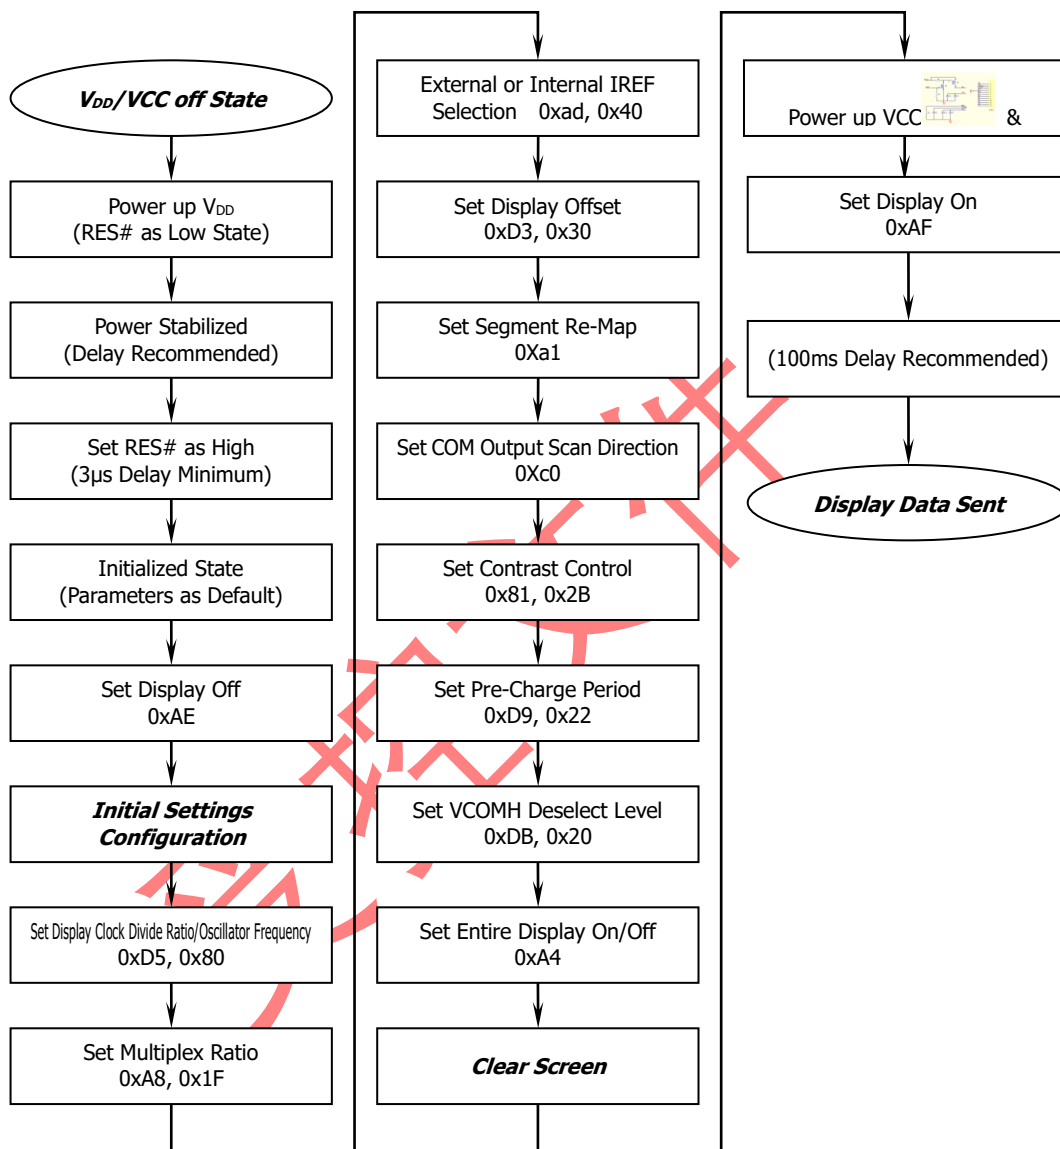 V_DD/VCC off State
Power up V_DD
(RES# as Low State)
Power Stabilized
(Delay Recommended)
Set RES# as High
(3μs Delay Minimum)
Initialized State
(Parameters as Default)
Set Display Off
0xAE
Initial Settings
Configuration
Set Display Clock Divide Ratio/Oscillator Frequency
0xD5, 0x80
Set Multiplex Ratio
0xA8, 0x1F
External or Internal IREF
Selection 0xad, 0x40
Set Display Offset
0xD3, 0x30
Set Segment Re-Map
0Xa1
Set COM Output Scan Direction
0Xc0
Set Contrast Control
0x81, 0x2B
Set Pre-Charge Period
0xD9, 0x22
Set VCOMH Deselect Level
0xDB, 0x20
Set Entire Display On/Off
0xA4
Clear Screen
Power up VCC &
Set Display On
0xAF
(100ms Delay Recommended)
Display Data Sent